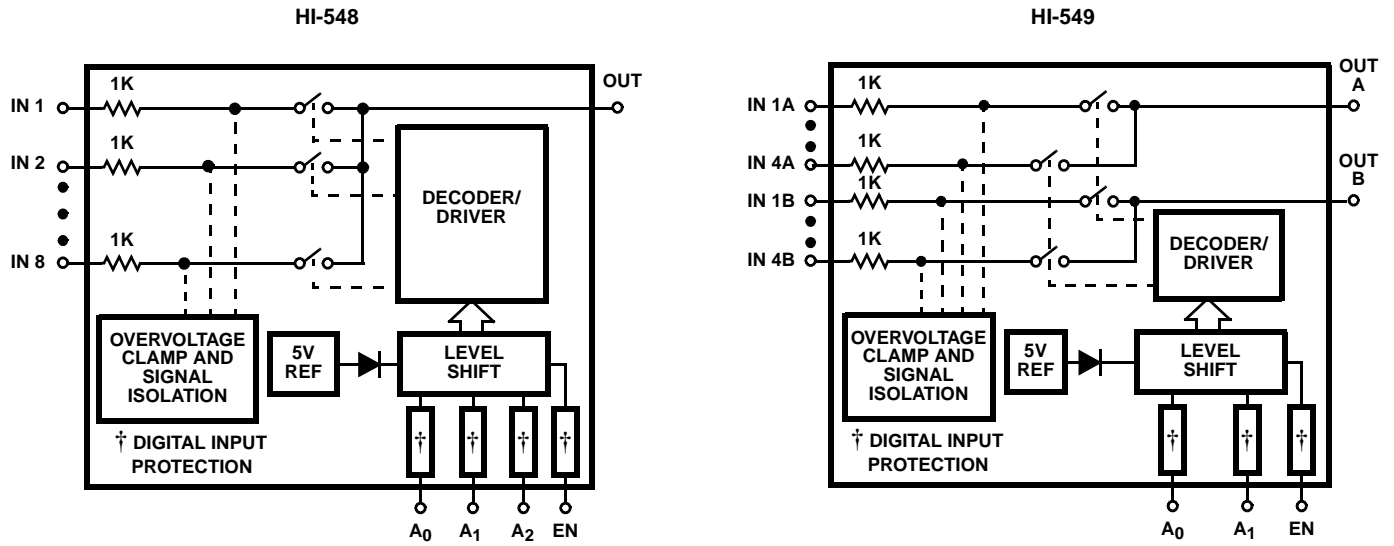 HI-548
1K
IN 1
OUT
1K
IN 2
1K
IN 8
DECODER/
DRIVER
OVERVOLTAGE
CLAMP AND
SIGNAL
ISOLATION
5V
REF
LEVEL
SHIFT
† DIGITAL INPUT
PROTECTION
† † † †
A0 A1 A2 EN
HI-549
1K
IN 1A
OUT
A
1K
IN 4A
1K
IN 1B
OUT
B
1K
IN 4B
DECODER/
DRIVER
OVERVOLTAGE
CLAMP AND
SIGNAL
ISOLATION
5V
REF
LEVEL
SHIFT
† DIGITAL INPUT
PROTECTION
† † †
A0 A1 EN